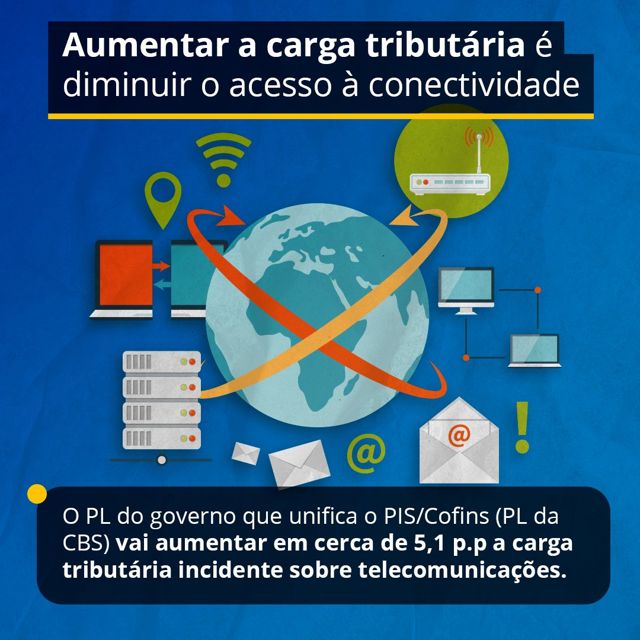 Aumentar a carga tributária é
diminuir o acesso à conectividade
@
@
!
O PL do governo que unifica o PIS/Cofins (PL da
CBS) vai aumentar em cerca de 5,1 p.p a carga
tributária incidente sobre telecomunicações.